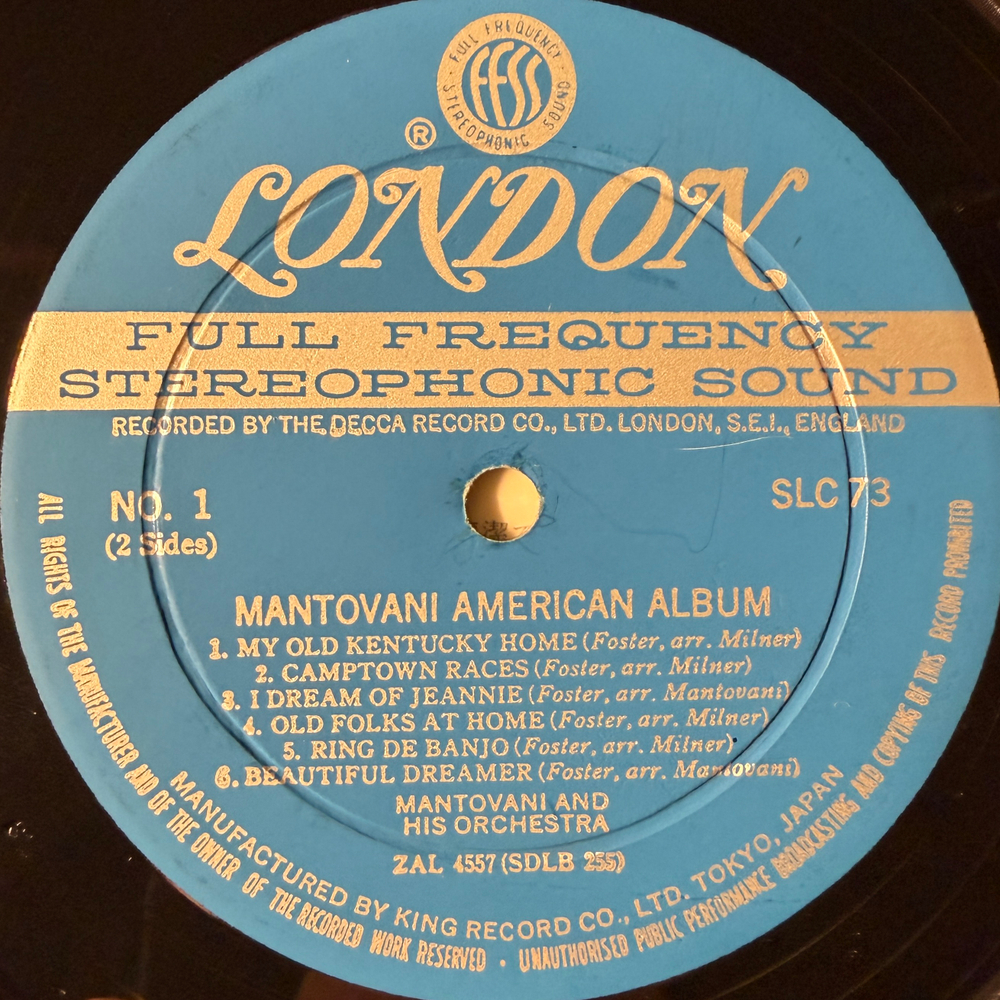 FULL FREQUENCY
FFSS
STEREOPHONIC SOUND
®
LONDON
FULL FREQUENCY
STEREOPHONIC SOUND
RECORDED BY THE DECCA RECORD CO., LTD. LONDON, S.E.I., ENGLAND
NO. 1
(2 Sides)
SLC 73
MANTOVANI AMERICAN ALBUM
1. MY OLD KENTUCKY HOME (Foster, arr. Milner)
2. CAMPTOWN RACES (Foster, arr. Milner)
3. I DREAM OF JEANNIE (Foster, arr. Mantovani)
4. OLD FOLKS AT HOME (Foster, arr. Milner)
5. RING DE BANJO (Foster, arr. Milner)
6. BEAUTIFUL DREAMER (Foster, arr. Mantovani)
MANTOVANI AND
HIS ORCHESTRA
ZAL 4557 (SDLB 255)
MANUFACTURED BY KING RECORD CO., LTD. TOKYO, JAPAN
ALL RIGHTS OF THE MANUFACTURER AND OF THE OWNER OF THE RECORDED WORK RESERVED · UNAUTHORISED PUBLIC PERFORMANCE BROADCASTING AND COPYING OF THIS RECORD PROHIBITED